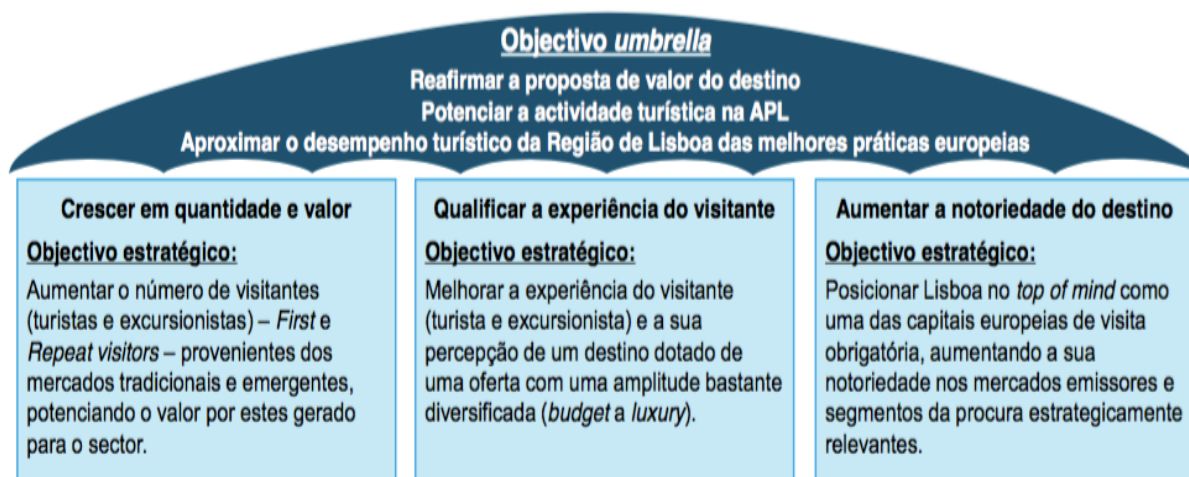 Objectivo umbrella
Reafirmar a proposta de valor do destino
Potenciar a actividade turística na APL
Aproximar o desempenho turístico da Região de Lisboa das melhores práticas europeias
Crescer em quantidade e valor
Objectivo estratégico:
Aumentar o número de visitantes
(turistas e excursionistas) – First e
Repeat visitors – provenientes dos
mercados tradicionais e emergentes,
potenciando o valor por estes gerado
para o sector.
Qualificar a experiência do visitante
Objectivo estratégico:
Melhorar a experiência do visitante
(turista e excursionista) e a sua
percepção de um destino dotado de
uma oferta com uma amplitude bastante
diversificada (budget a luxury).
Aumentar a notoriedade do destino
Objectivo estratégico:
Posicionar Lisboa no top of mind como
uma das capitais europeias de visita
obrigatória, aumentando a sua
notoriedade nos mercados emissores e
segmentos da procura estrategicamente
relevantes.